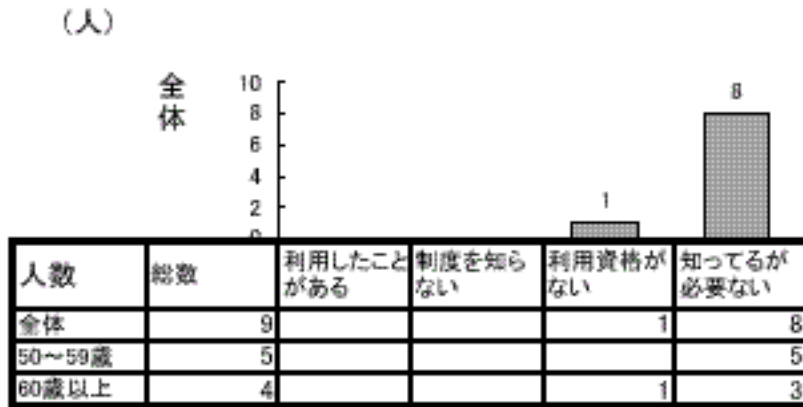 （人）
全体
10
8
6
4
2
0
1
8
人数 総数 利用したことがある 制度を知らない 利用資格がない 知ってるが必要ない
全体 9 1 8
50～59歳 5 5
60歳以上 4 1 3